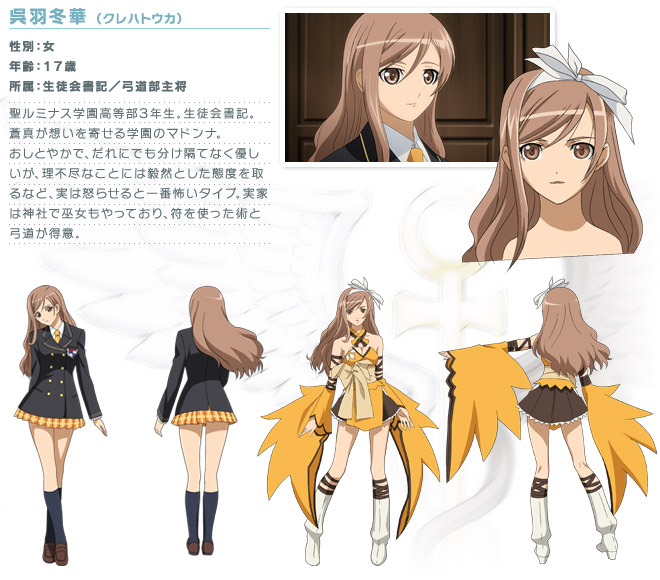 呉羽冬華（クレハトウカ）
性別：女
年齢：17歳
所属：生徒会書記／弓道部主将
聖ルミナス学園高等部3年生。生徒会書記。
蒼真が想いを寄せる学園のマドンナ。
おしとやかで、だれにでも分け隔てなく優し
いが、理不尽なことには毅然とした態度を取
るなど、実は怒らせると一番怖いタイプ。実家
は神社で巫女もやっており、符を使った術と
弓道が得意。